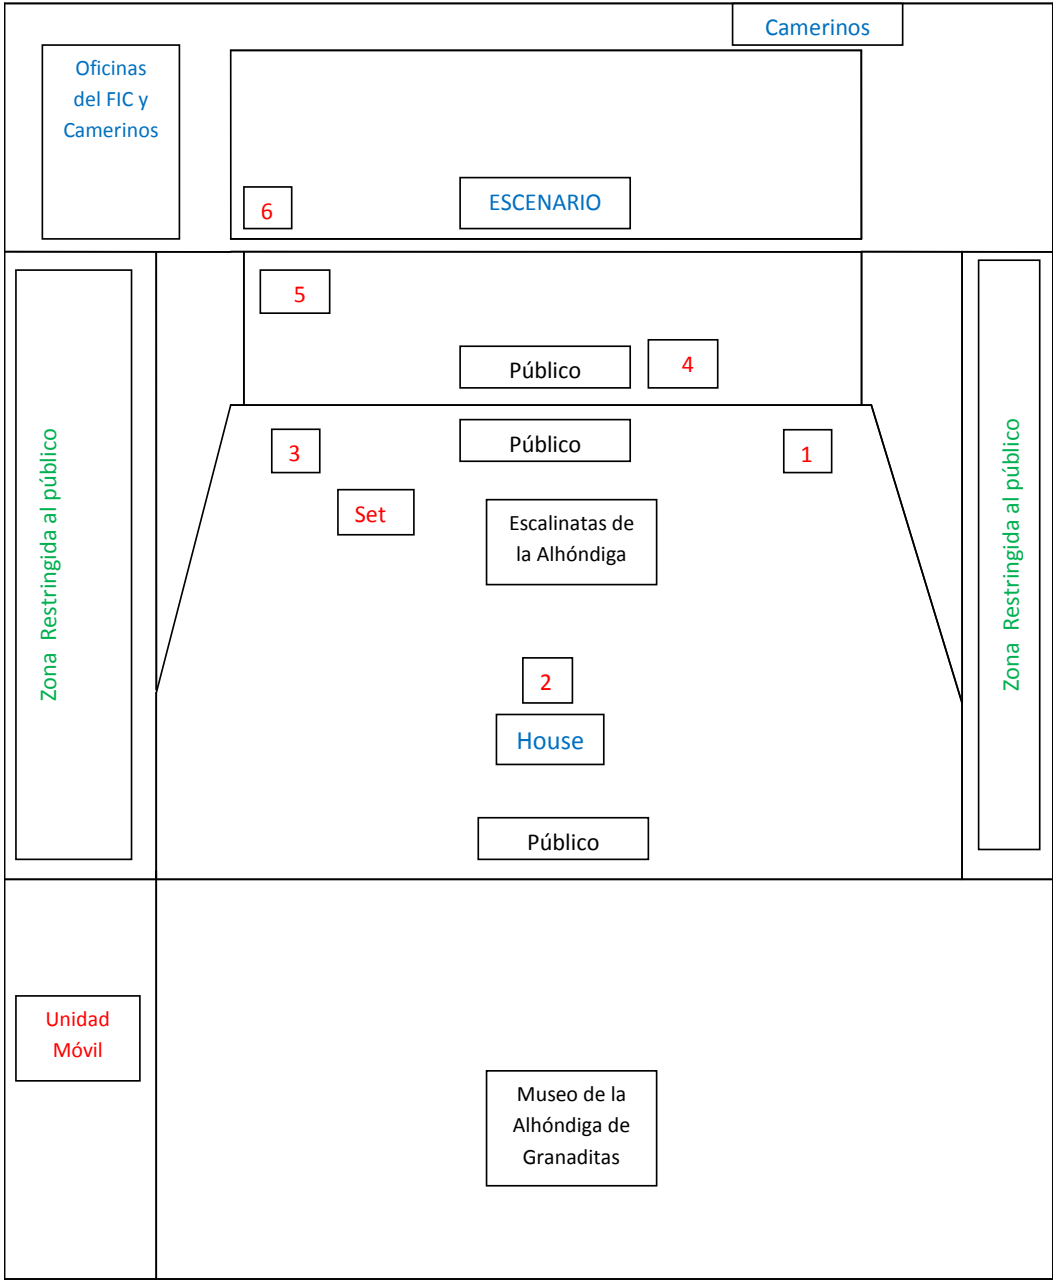 Camerinos
Oficinas
del FIC y
Camerinos
6
ESCENARIO
5
4
Público
Público
3
1
Set
Escalinatas de
la Alhóndiga
Zona Restringida al público
Zona Restringida al público
2
House
Público
Unidad
Móvil
Museo de la
Alhóndiga de
Granaditas